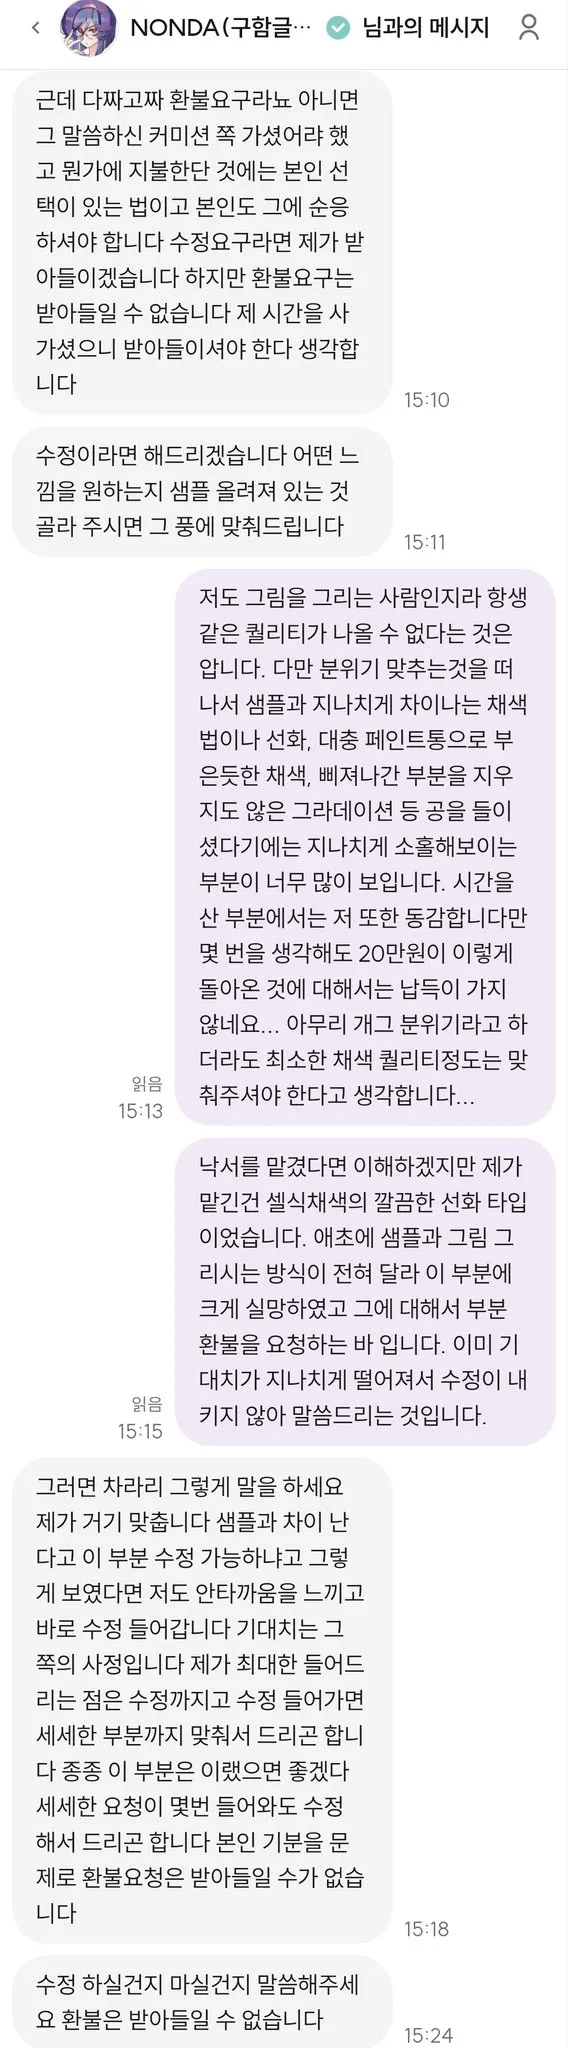 NONDA(구함글… 님과의 메시지
근데 다짜고짜 환불요구라뇨 아니면
그 말씀하신 커미션 쪽 가셨어랴 했
고 뭔가에 지불한단 것에는 본인 선
택이 있는 법이고 본인도 그에 순응
하셔야 합니다 수정요구라면 제가 받
아들이겠습니다 하지만 환불요구는
받아들일 수 없습니다 제 시간을 사
가셨으니 받아들이셔야 한다 생각합
니다
15:10
수정이라면 해드리겠습니다 어떤 느
낌을 원하는지 샘플 올려져 있는 것
골라 주시면 그 풍에 맞춰드립니다
15:11
저도 그림을 그리는 사람인지라 항생
같은 퀄리티가 나올 수 없다는 것은
압니다. 다만 분위기 맞추는것을 떠
나서 샘플과 지나치게 차이나는 채색
법이나 선화, 대충 페인트통으로 부
은듯한 채색, 삐져나간 부분을 지우
지도 않은 그라데이션 등 공을 들이
셨다기에는 지나치게 소홀해보이는
부분이 너무 많이 보입니다. 시간을
산 부분에서는 저 또한 동감합니다만
몇 번을 생각해도 20만원이 이렇게
돌아온 것에 대해서는 납득이 가지
않네요... 아무리 개그 분위기라고 하
더라도 최소한 채색 퀄리티정도는 맞
춰주셔야 한다고 생각합니다...
읽음
15:13
낙서를 맡겼다면 이해하겠지만 제가
맡긴건 셀식채색의 깔끔한 선화 타입
이었습니다. 애초에 샘플과 그림 그
리시는 방식이 전혀 달라 이 부분에
크게 실망하였고 그에 대해서 부분
환불을 요청하는 바 입니다. 이미 기
대치가 지나치게 떨어져서 수정이 내
키지 않아 말씀드리는 것입니다.
읽음
15:15
그러면 차라리 그렇게 말을 하세요
제가 거기 맞춥니다 샘플과 차이 난
다고 이 부분 수정 가능하냐고 그렇
게 보였다면 저도 안타까움을 느끼고
바로 수정 들어갑니다 기대치는 그
쪽의 사정입니다 제가 최대한 들어드
리는 점은 수정까지고 수정 들어가면
세세한 부분까지 맞춰서 드리곤 합니
다 종종 이 부분은 이랬으면 좋겠다
세세한 요청이 몇번 들어와도 수정
해서 드리곤 합니다 본인 기분을 문
제로 환불요청은 받아들일 수가 없습
니다
15:18
수정 하실건지 마실건지 말씀해주세
요 환불은 받아들일 수 없습니다
15:24